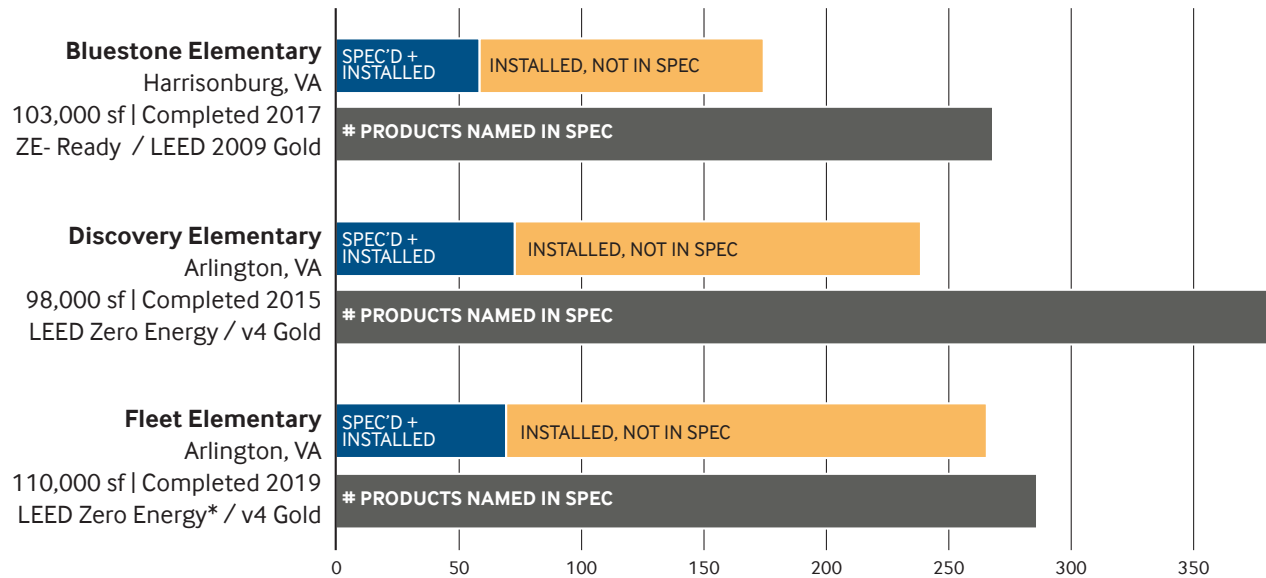 Bluestone Elementary
Harrisonburg, VA
103,000 sf | Completed 2017
ZE- Ready / LEED 2009 Gold
SPEC'D +
INSTALLED
INSTALLED, NOT IN SPEC
# PRODUCTS NAMED IN SPEC
Discovery Elementary
Arlington, VA
98,000 sf | Completed 2015
LEED Zero Energy / v4 Gold
SPEC'D +
INSTALLED
INSTALLED, NOT IN SPEC
# PRODUCTS NAMED IN SPEC
Fleet Elementary
Arlington, VA
110,000 sf | Completed 2019
LEED Zero Energy* / v4 Gold
SPEC'D +
INSTALLED
INSTALLED, NOT IN SPEC
# PRODUCTS NAMED IN SPEC
0 50 100 150 200 250 300 350